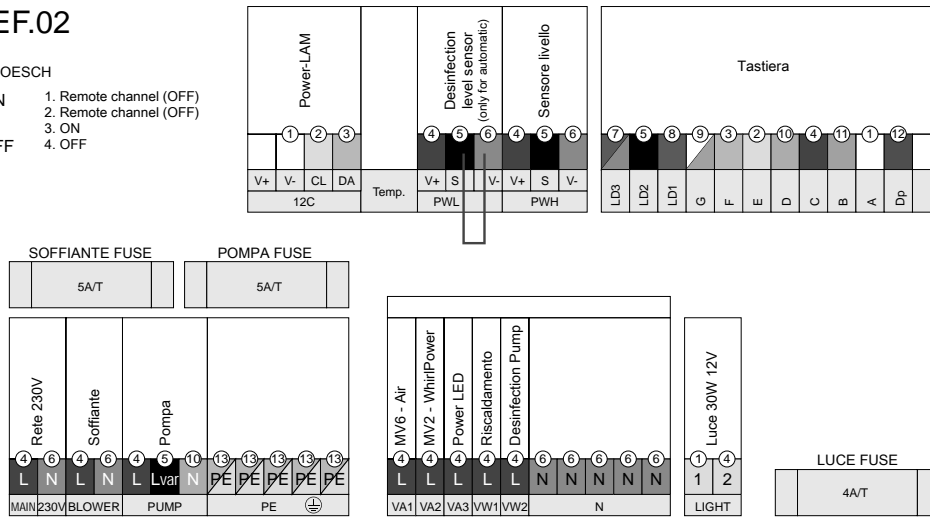 EF.02
OESCH
N
1. Remote channel (OFF)
2. Remote channel (OFF)
3. ON
FF
4. OFF
Power-LAM
Desinfection
level sensor
(only for automatic)
Sensore livello
Tastiera
1 2 3 4 5 6 4 5 6 7 5 8 9 3 2 10 4 11 1 12
V+ V- CL DA Temp. V+ S V- V+ S V- LD3 LD2 LD1 G F E D C B A Dp
12C PWL PWH
SOFFIANTE FUSE POMPA FUSE
5A/T 5A/T
Rete 230V Soffiante Pompa
MV6 - Air MV2 - WhirlPower Power LED Riscaldamento Desinfection Pump
Luce 30W 12V
4 6 4 6 4 5 10 13 13 13 13 13 4 4 4 4 4 6 6 6 6 6 1 4
L N L N L Lvar N PE PE PE PE PE L L L L L N N N N N 1 2
MAIN 230V BLOWER PUMP PE VA1 VA2 VA3 VW1 VW2 N LIGHT
LUCE FUSE
4A/T